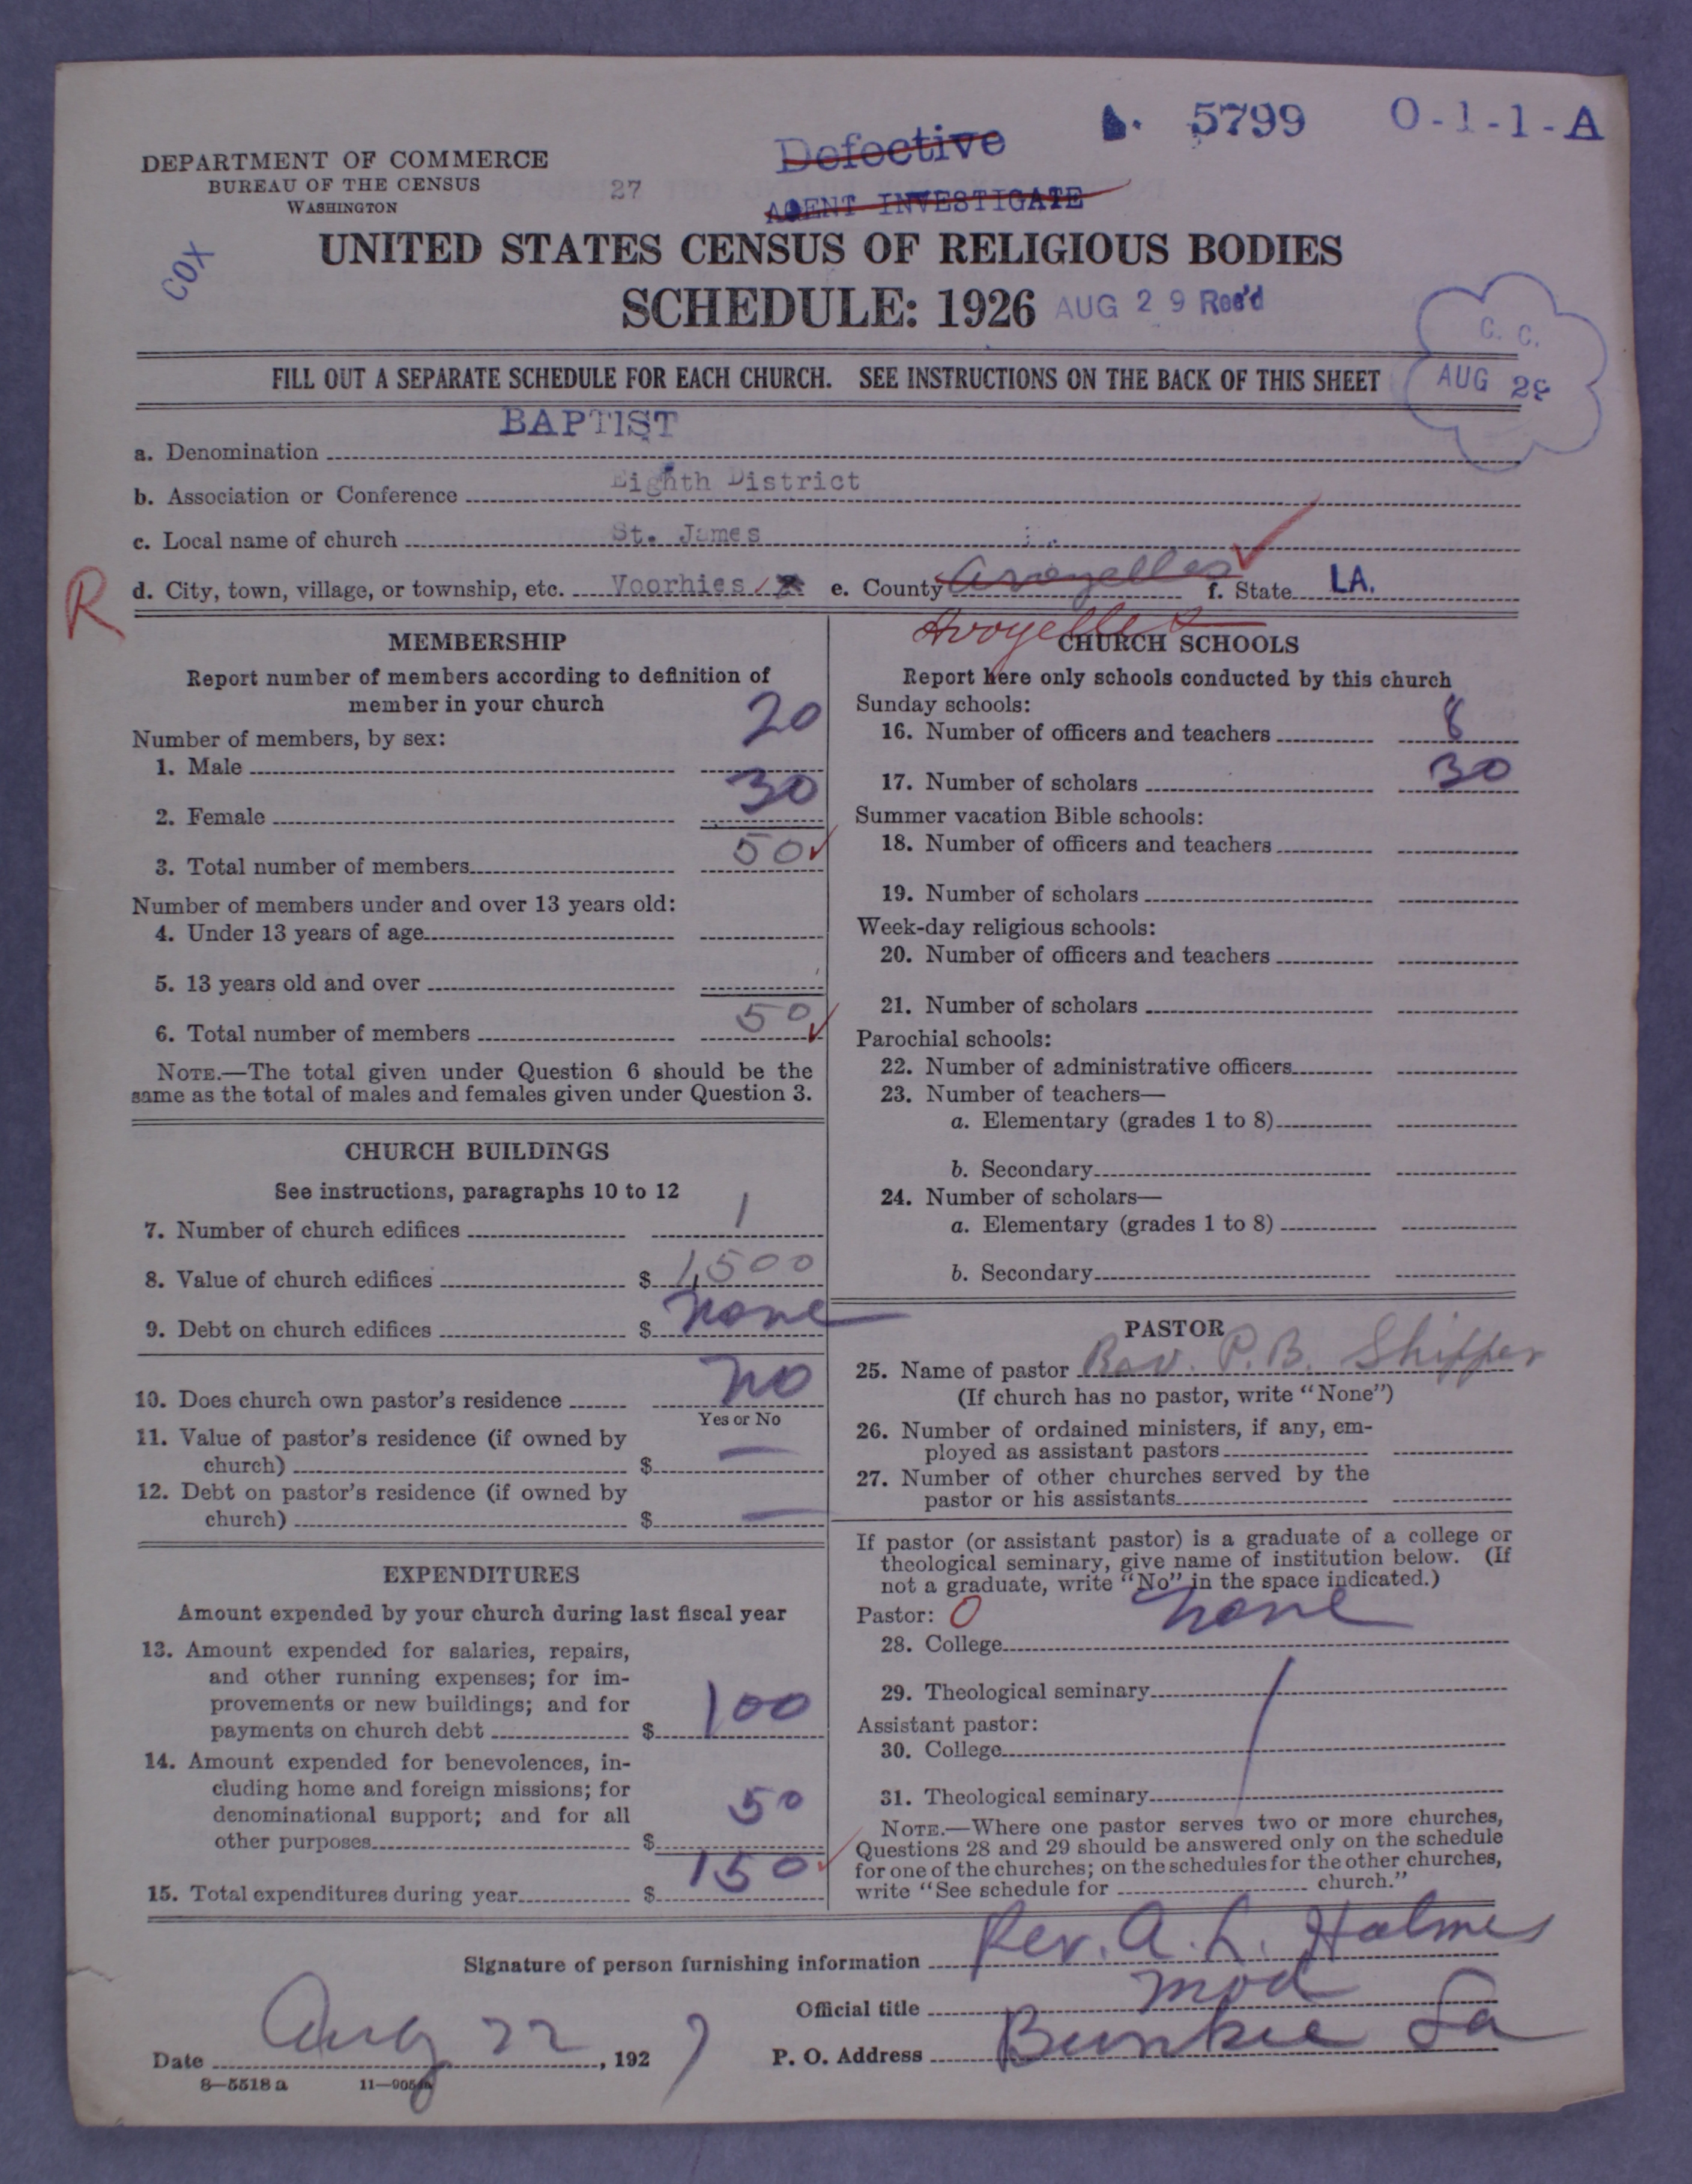 5799 O-1-1-A
Defective
DEPARTMENT OF COMMERCE
BUREAU OF THE CENSUS
WASHINGTON
27
AGENT INVESTIGATE
COX
UNITED STATES CENSUS OF RELIGIOUS BODIES
SCHEDULE: 1926 AUG 29 Rec'd
C. C.
AUG 29
FILL OUT A SEPARATE SCHEDULE FOR EACH CHURCH. SEE INSTRUCTIONS ON THE BACK OF THIS SHEET
BAPTIST
a. Denomination
b. Association or Conference Eighth District
c. Local name of church St. James
R
d. City, town, village, or township, etc. Voorhies e. County Avoyelles f. State LA.
Avoyelles
MEMBERSHIP
Report number of members according to definition of
member in your church
Number of members, by sex:
1. Male 20
2. Female 30
3. Total number of members 50
Number of members under and over 13 years old:
4. Under 13 years of age
5. 13 years old and over
6. Total number of members 50
NOTE.—The total given under Question 6 should be the
same as the total of males and females given under Question 3.
CHURCH BUILDINGS
See instructions, paragraphs 10 to 12
7. Number of church edifices 1
8. Value of church edifices $ 1,500
9. Debt on church edifices $ none
10. Does church own pastor's residence no
Yes or No
11. Value of pastor's residence (if owned by
church) $ —
12. Debt on pastor's residence (if owned by
church) $ —
EXPENDITURES
Amount expended by your church during last fiscal year
13. Amount expended for salaries, repairs,
and other running expenses; for im-
provements or new buildings; and for
payments on church debt $ 100
14. Amount expended for benevolences, in-
cluding home and foreign missions; for
denominational support; and for all
other purposes $ 50
15. Total expenditures during year $ 150
CHURCH SCHOOLS
Report here only schools conducted by this church
Sunday schools:
16. Number of officers and teachers 8
17. Number of scholars 30
Summer vacation Bible schools:
18. Number of officers and teachers
19. Number of scholars
Week-day religious schools:
20. Number of officers and teachers
21. Number of scholars
Parochial schools:
22. Number of administrative officers
23. Number of teachers—
a. Elementary (grades 1 to 8)
b. Secondary
24. Number of scholars—
a. Elementary (grades 1 to 8)
b. Secondary
PASTOR
25. Name of pastor Rev. P. B. Shipper
(If church has no pastor, write "None")
26. Number of ordained ministers, if any, em-
ployed as assistant pastors
27. Number of other churches served by the
pastor or his assistants
If pastor (or assistant pastor) is a graduate of a college or
theological seminary, give name of institution below. (If
not a graduate, write "No" in the space indicated.)
Pastor: O
28. College none
29. Theological seminary
Assistant pastor:
30. College
31. Theological seminary
NOTE.—Where one pastor serves two or more churches,
Questions 28 and 29 should be answered only on the schedule
for one of the churches; on the schedules for the other churches,
write "See schedule for church."
Signature of person furnishing information Rev. A. L. Holmes
Official title Mod
Date Aug 22, 1927 P. O. Address Bunkie La
8—5518a 11—9054a